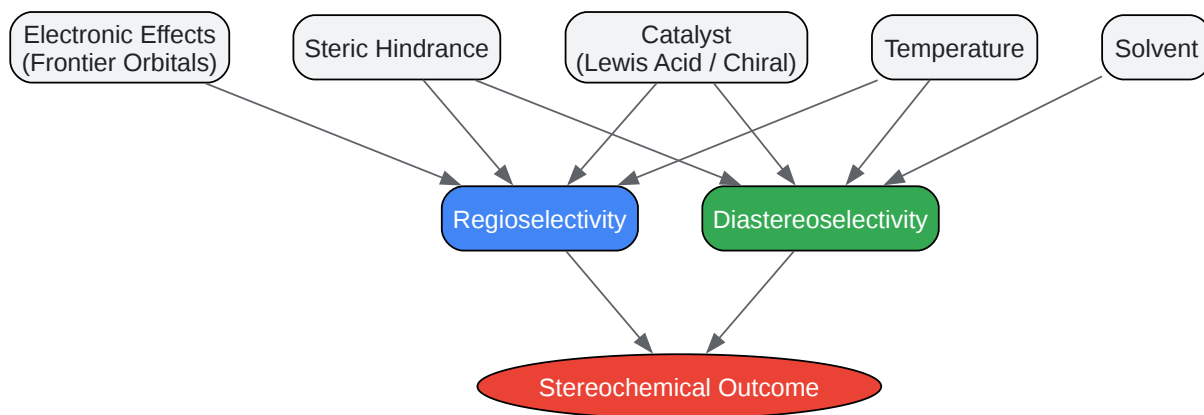 Electronic Effects
(Frontier Orbitals)
Steric Hindrance
Catalyst
(Lewis Acid / Chiral)
Temperature
Solvent
Regioselectivity
Diastereoselectivity
Stereochemical Outcome